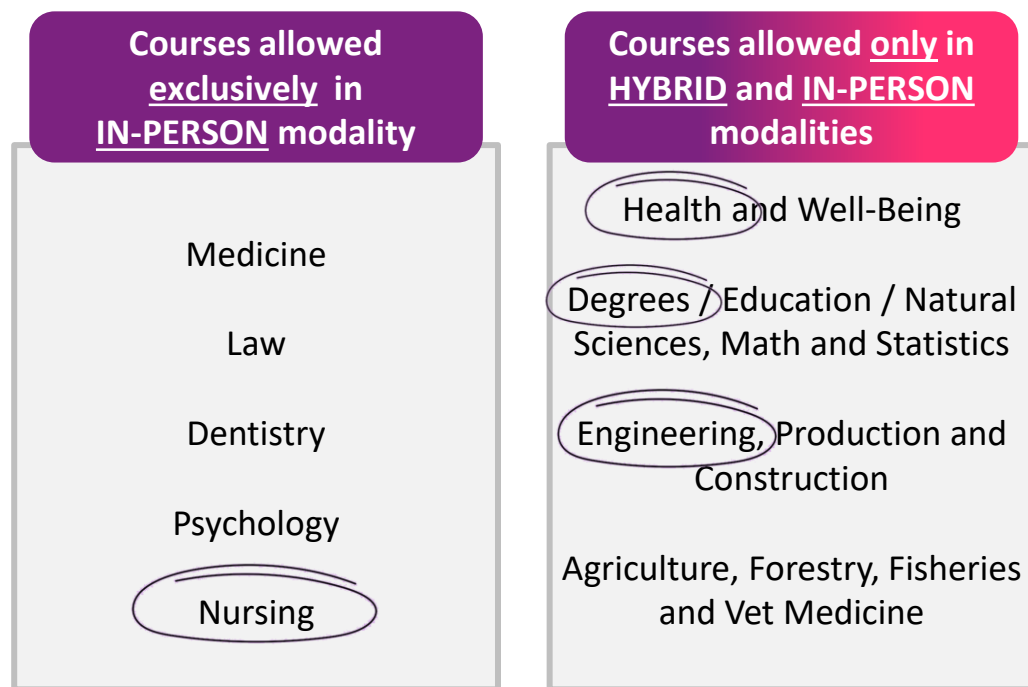 Courses allowed
exclusively in
IN-PERSON modality
Medicine
Law
Dentistry
Psychology
Nursing
Courses allowed only in
HYBRID and IN-PERSON
modalities
Health and Well-Being
Degrees / Education / Natural
Sciences, Math and Statistics
Engineering, Production and
Construction
Agriculture, Forestry, Fisheries
and Vet Medicine